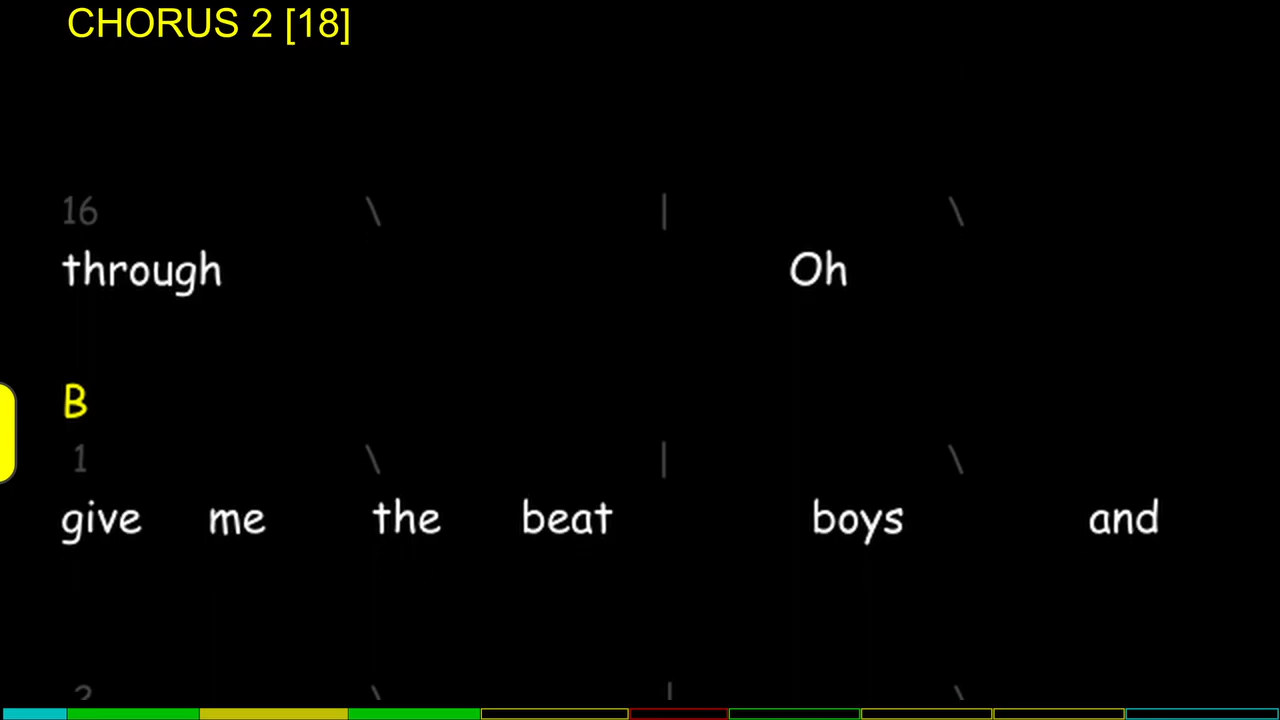 CHORUS 2 [18]
16 \ | \
through Oh
B
1 \ | \
give me the beat boys and
\ | \